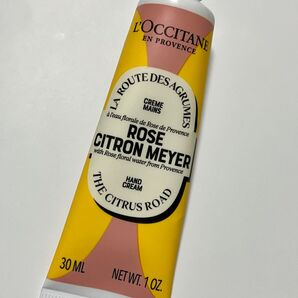 L'OCCITANE
EN PROVENCE
LA ROUTE DES AGRUMES
CRÈME
MAINS
à l'eau florale de Rose de Provence
ROSE
CITRON MEYER
with Rose floral water from Provence
HAND
CREAM
THE CITRUS ROAD
30 ML
NET WT. 1 OZ.